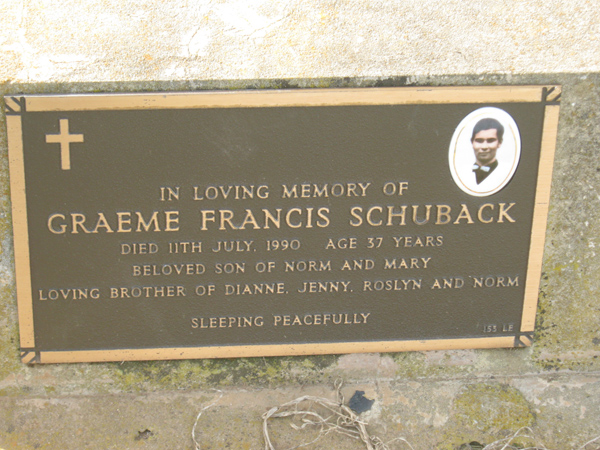 IN LOVING MEMORY OF
GRAEME FRANCIS SCHUBACK
DIED 11TH JULY, 1990 AGE 37 YEARS
BELOVED SON OF NORM AND MARY
LOVING BROTHER OF DIANNE, JENNY, ROSLYN AND NORM
SLEEPING PEACEFULLY